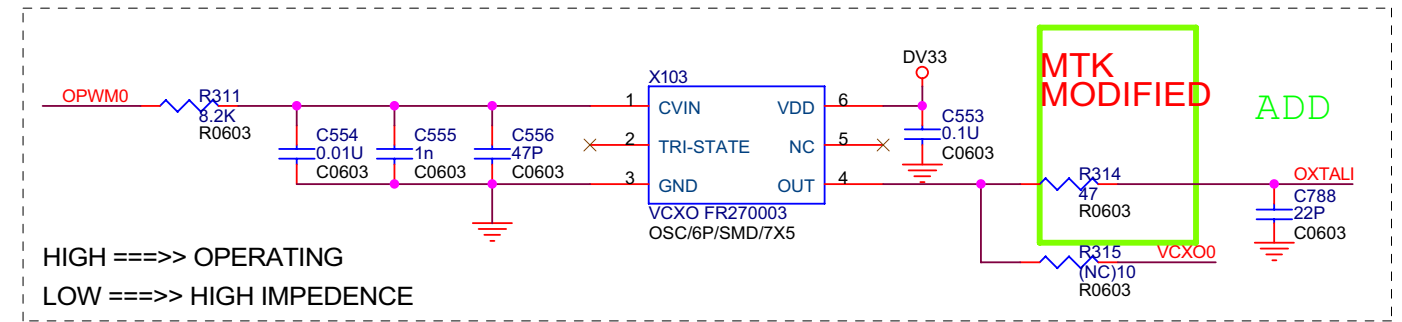 OPWM0
R311
8.2K
R0603
C554
0.01U
C0603
C555
1n
C0603
C556
47P
C0603
X103
1 CVIN VDD 6
2 TRI-STATE NC 5
3 GND OUT 4
VCXO FR270003
OSC/6P/SMD/7X5
DV33
C553
0.1U
C0603
MTK
MODIFIED
ADD
R314
47
R0603
OXTALI
C788
22P
C0603
R315
(NC)10
R0603
VCXO0
HIGH ===>> OPERATING
LOW ===>> HIGH IMPEDENCE